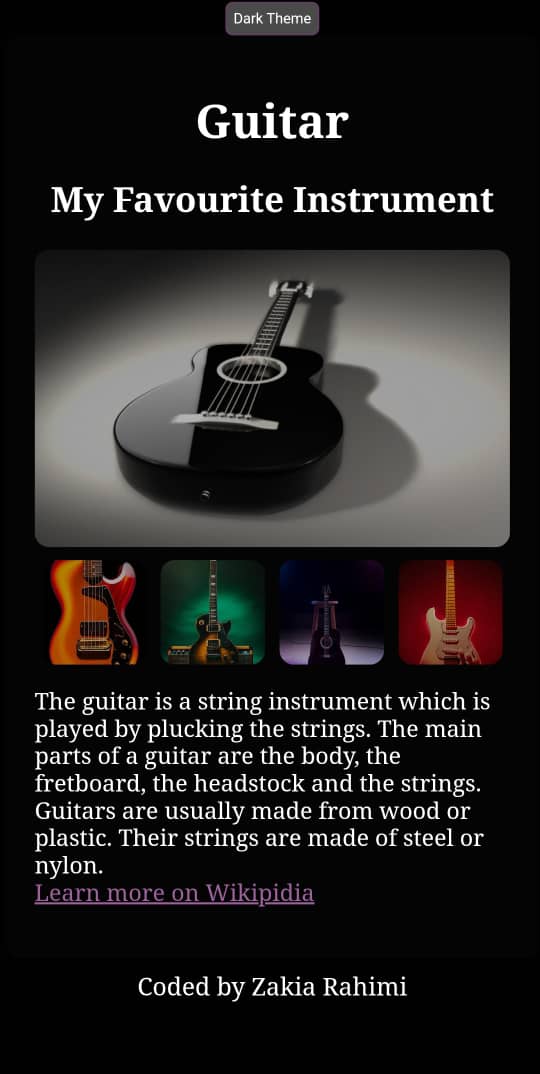 Dark Theme
Guitar
My Favourite Instrument
The guitar is a string instrument which is
played by plucking the strings. The main
parts of a guitar are the body, the
fretboard, the headstock and the strings.
Guitars are usually made from wood or
plastic. Their strings are made of steel or
nylon.
Learn more on Wikipidia
Coded by Zakia Rahimi